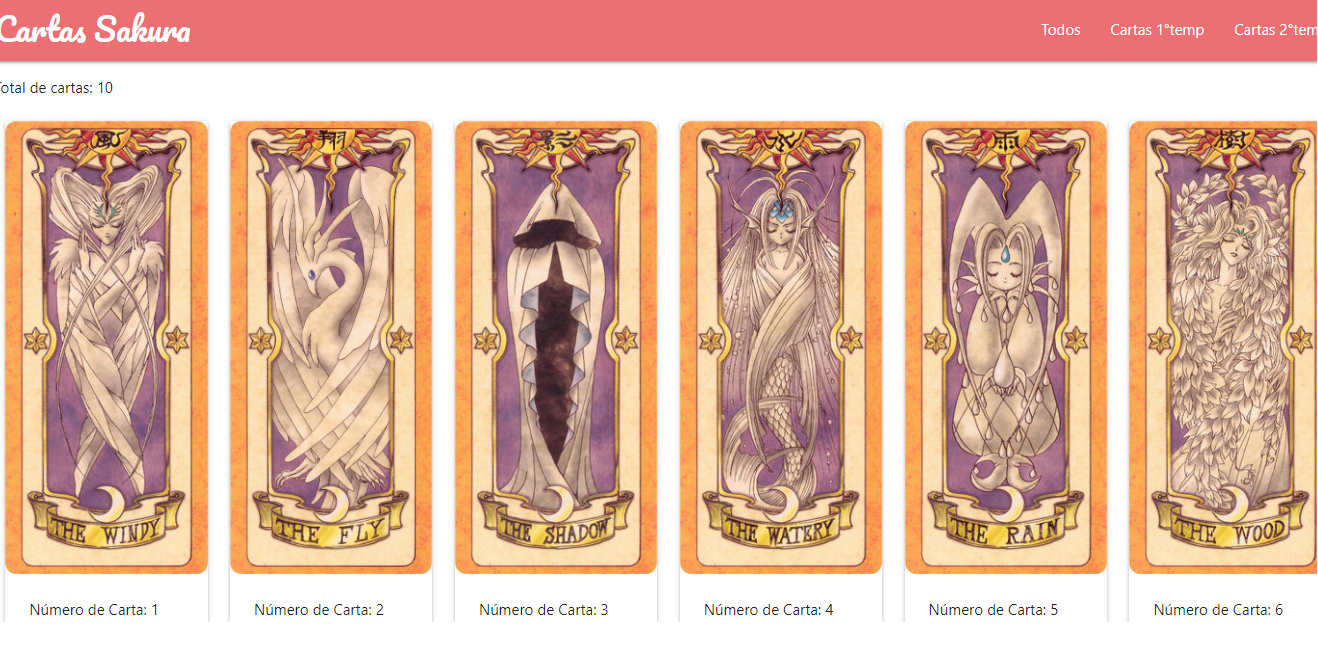 Cartas Sakura
Todos Cartas 1°temp Cartas 2°tem
Total de cartas: 10
風 翔 影 水 雨 樹
THE WINDY THE FLY THE SHADOW THE WATERY THE RAIN THE WOOD
Número de Carta: 1 Número de Carta: 2 Número de Carta: 3 Número de Carta: 4 Número de Carta: 5 Número de Carta: 6